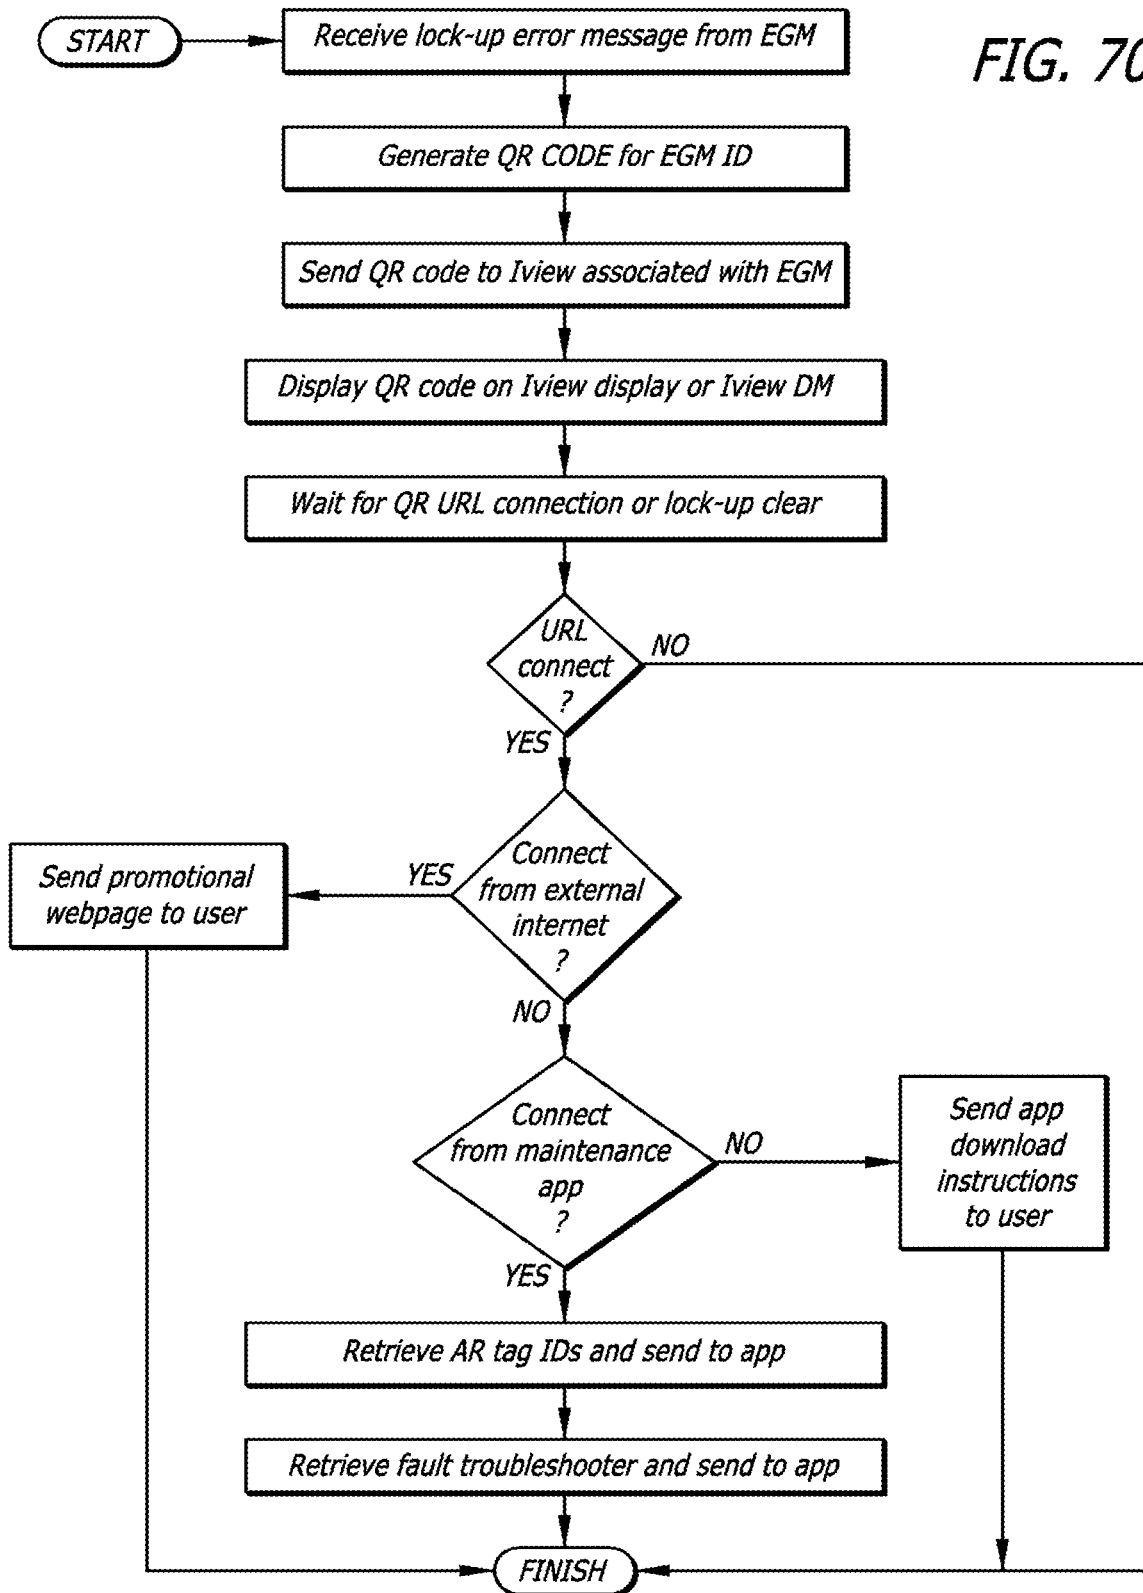 START
Receive lock-up error message from EGM
FIG. 70
Generate QR CODE for EGM ID
Send QR code to Iview associated with EGM
Display QR code on Iview display or Iview DM
Wait for QR URL connection or lock-up clear
URL
connect
?
NO
YES
Connect
from external
internet
?
YES
Send promotional
webpage to user
NO
Connect
from maintenance
app
?
NO
Send app
download
instructions
to user
YES
Retrieve AR tag IDs and send to app
Retrieve fault troubleshooter and send to app
FINISH